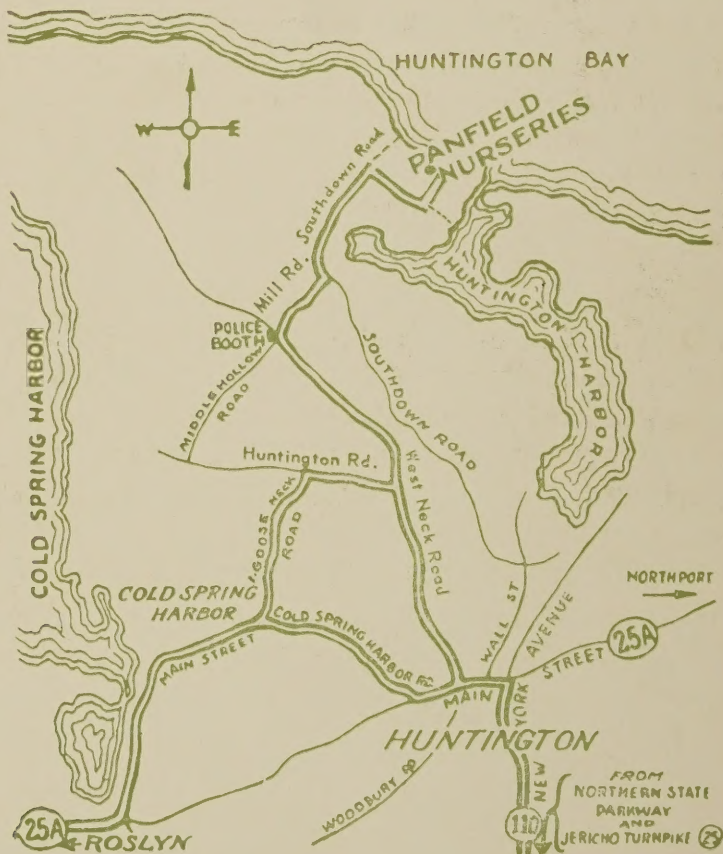 HUNTINGTON BAY
W E
PANFIELD
NURSERIES
Southdown Road
Mill Rd.
HUNTINGTON HARBOR
POLICE
BOOTH
MIDDLE HOLLOW
ROAD
SOUTHDOWN ROAD
COLD SPRING HARBOR
Huntington Rd.
GOOSE NECK
ROAD
West Neck Road
COLD SPRING
HARBOR
COLD SPRING HARBOR RD.
MAIN STREET
WALL ST
NEW YORK AVENUE
NORTHPORT
MAIN STREET
25A
HUNTINGTON
WOODBURY RD
25A
ROSLYN
110
FROM
NORTHERN STATE
PARKWAY
AND
JERICHO TURNPIKE 25